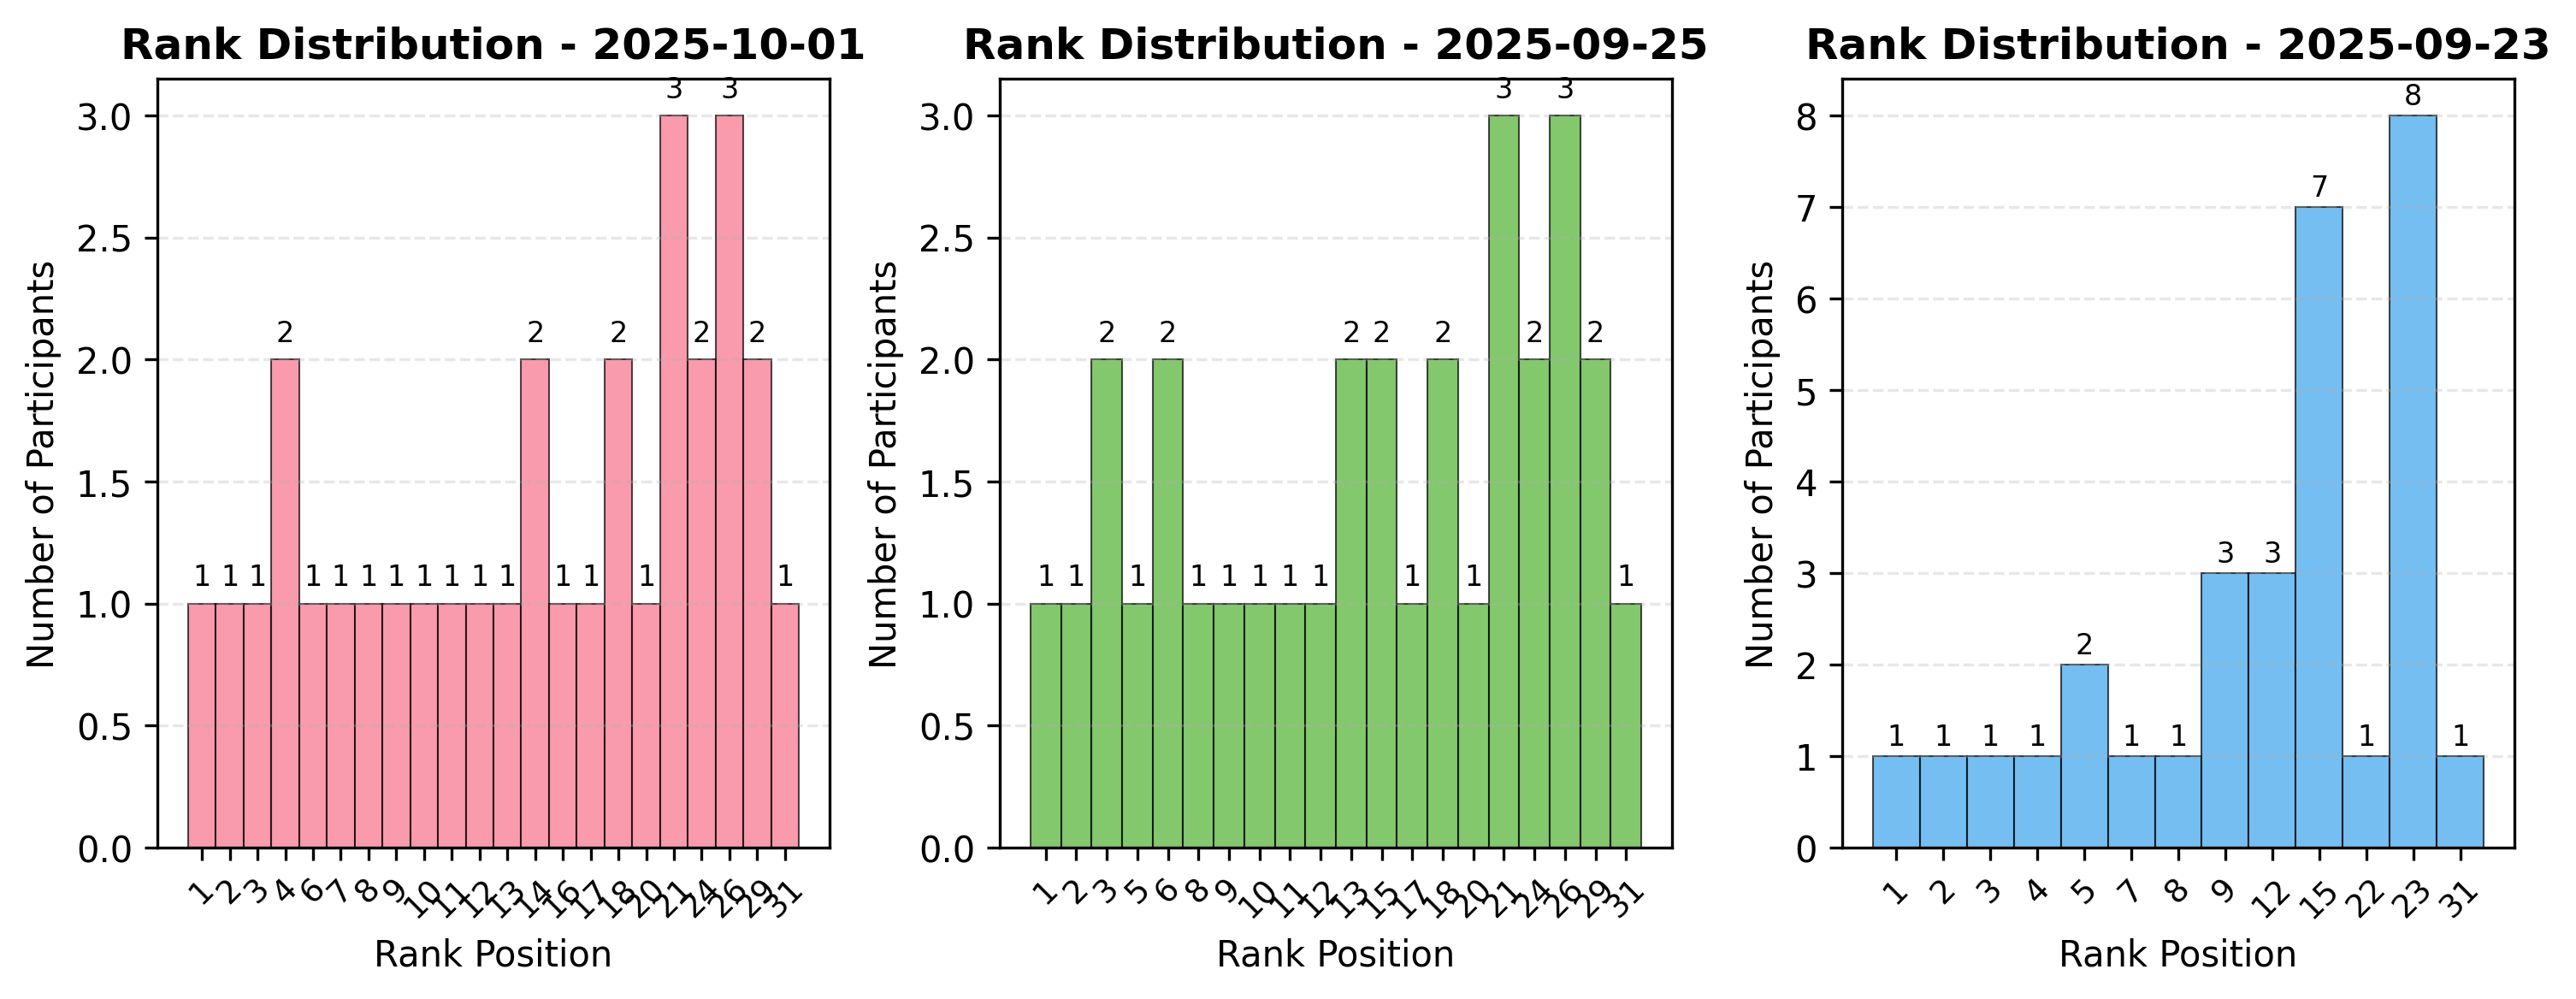 Rank Distribution - 2025-10-01
Number of Participants
3.0
2.5
2.0
1.5
1.0
0.5
0.0
1 1 1 2 1 1 1 1 1 1 1 1 2 1 1 2 1 3 2 3 2 1
1 2 3 4 6 7 8 9 10 11 12 13 14 16 17 18 20 21 24 26 29 31
Rank Position
Rank Distribution - 2025-09-25
Number of Participants
3.0
2.5
2.0
1.5
1.0
0.5
0.0
1 1 2 1 2 1 1 1 1 1 2 2 1 2 1 3 2 3 2 1
1 2 3 5 6 8 9 10 11 12 13 15 17 18 20 21 24 26 29 31
Rank Position
Rank Distribution - 2025-09-23
Number of Participants
8
7
6
5
4
3
2
1
0
1 1 1 1 2 1 1 3 3 7 1 8 1
1 2 3 4 5 7 8 9 12 15 22 23 31
Rank Position